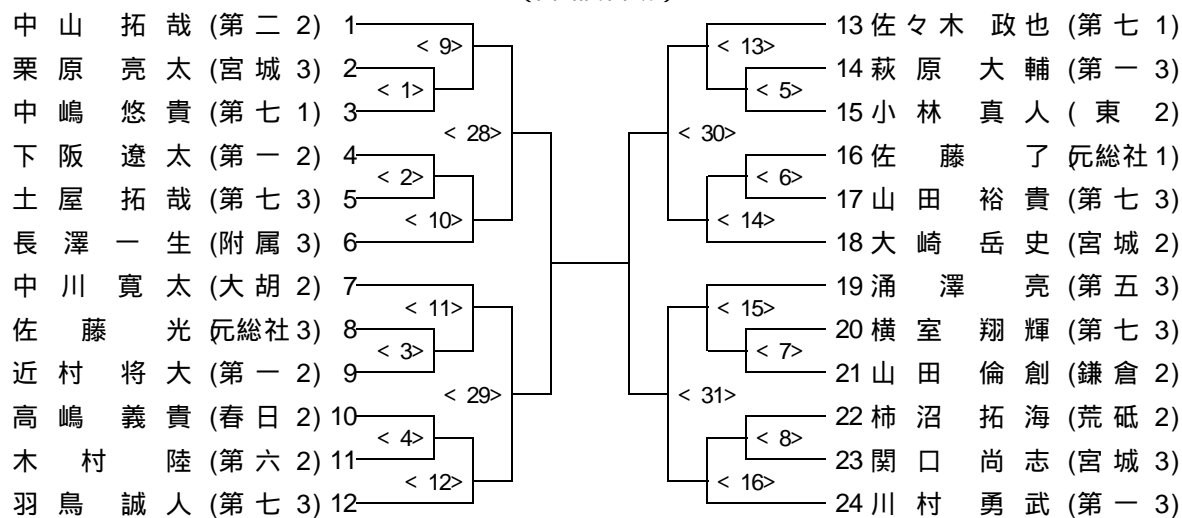 中山 拓哉 (第二 2) 1
栗原 亮太 (宮城 3) 2
中嶋 悠貴 (第七 1) 3
下阪 遼太 (第一 2) 4
土屋 拓哉 (第七 3) 5
長澤 一生 (附属 3) 6
中川 寛太 (大胡 2) 7
佐藤 光 (元総社 3) 8
近村 将大 (第一 2) 9
高嶋 義貴 (春日 2) 10
木村 陸 (第六 2) 11
羽鳥 誠人 (第七 3) 12
< 9>
< 1>
< 28>
< 2>
< 10>
< 11>
< 3>
< 29>
< 4>
< 12>
< 13>
< 5>
< 30>
< 6>
< 14>
< 15>
< 7>
< 31>
< 8>
< 16>
13 佐々木 政也 (第七 1)
14 萩原 大輔 (第一 3)
15 小林 真人 (東 2)
16 佐藤 了 (元総社 1)
17 山田 裕貴 (第七 3)
18 大崎 岳史 (宮城 2)
19 涌澤 亮 (第五 3)
20 横室 翔輝 (第七 3)
21 山田 倫創 (鎌倉 2)
22 柿沼 拓海 (荒砥 2)
23 関口 尚志 (宮城 3)
24 川村 勇武 (第一 3)